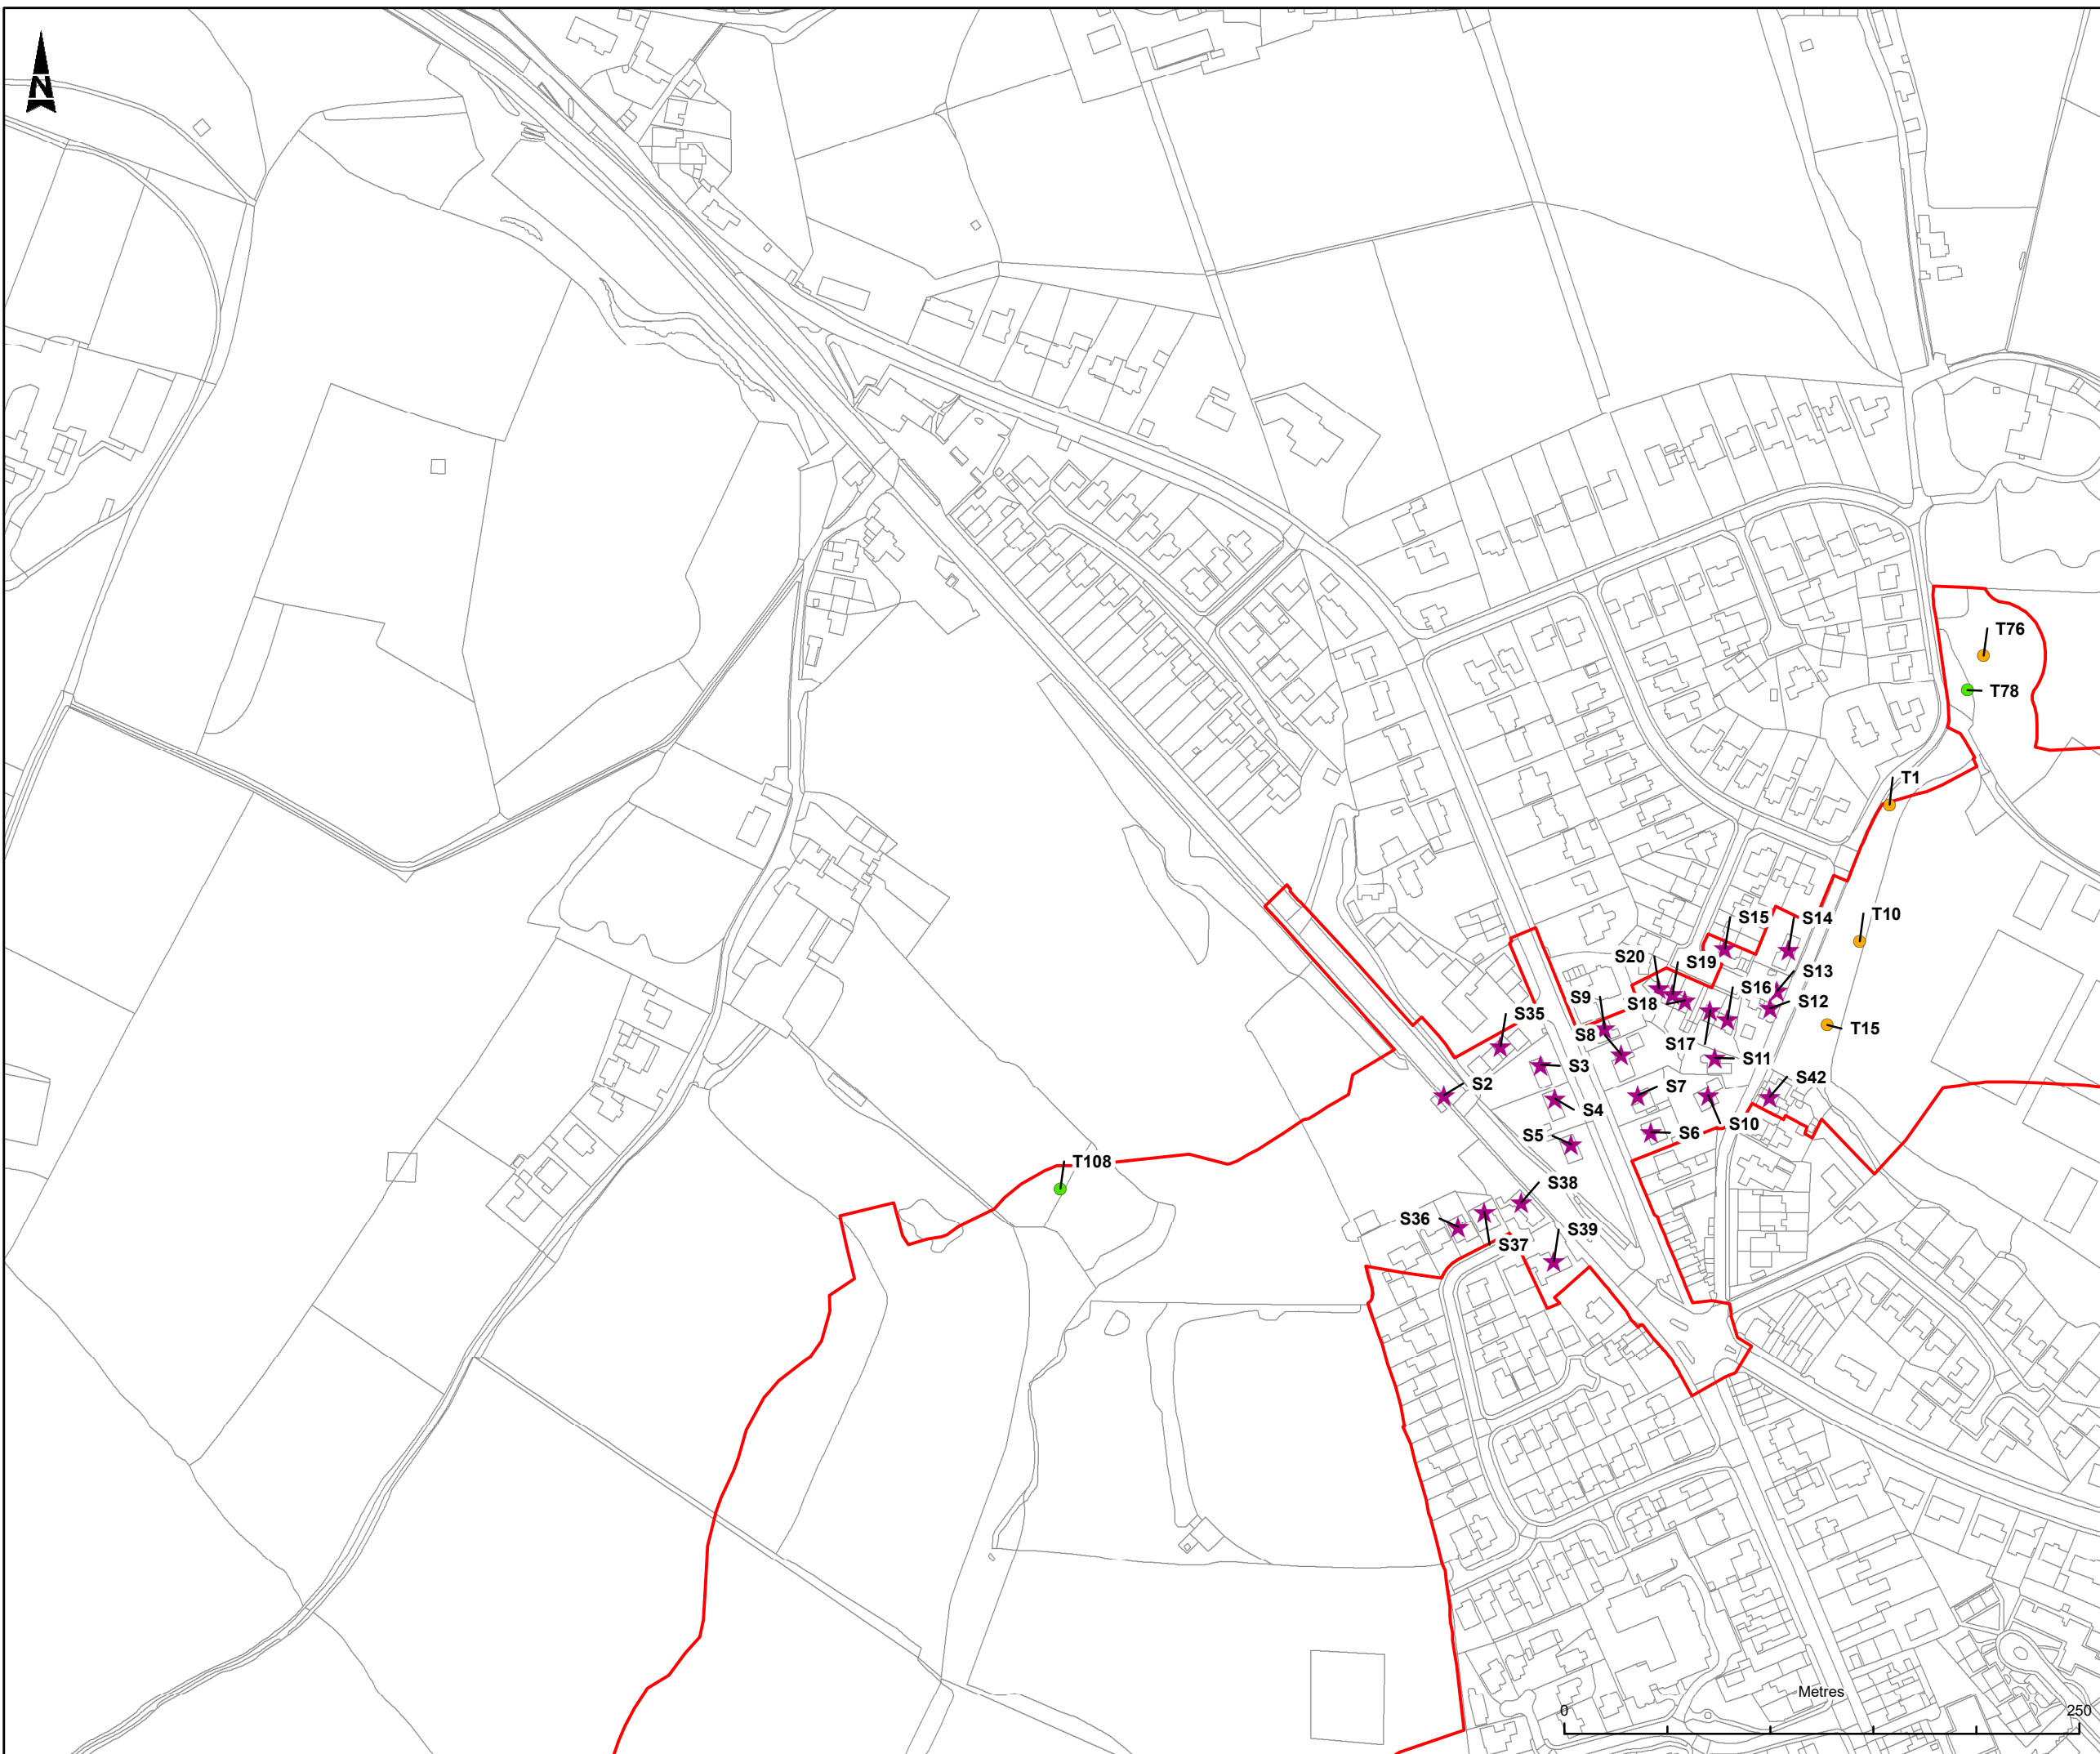 N
T76
T78
T1
T10
S15
S14
S20
S19
S13
S16
S12
S9
S18
S35
T15
S8
S17
S11
S3
S42
S2
S7
S4
S10
S5
S6
T108
S38
S36
S39
S37
Metres
0
250